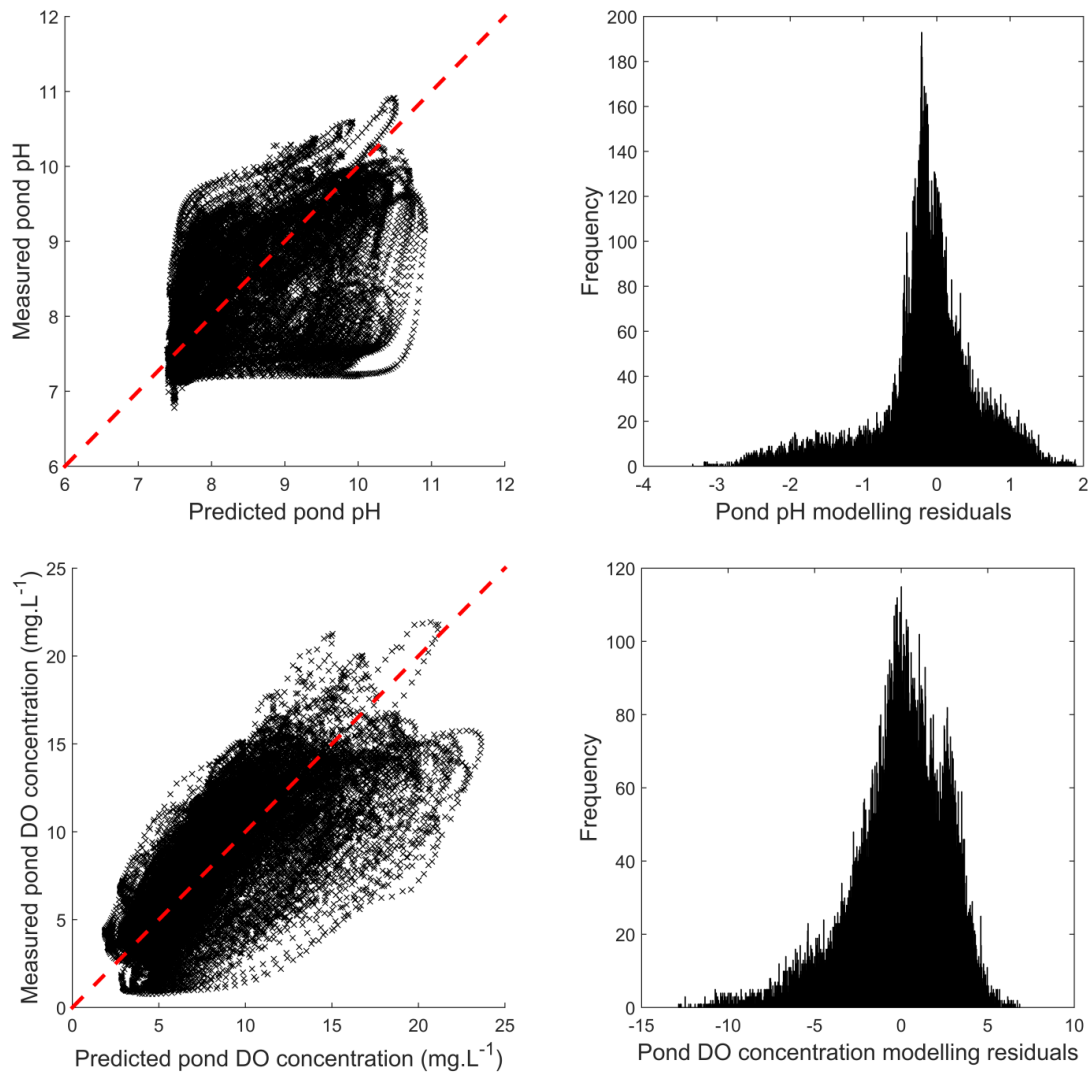 12
11
10
9
8
7
6
6 7 8 9 10 11 12
Measured pond pH
Predicted pond pH
200
180
160
140
120
100
80
60
40
20
0
-4 -3 -2 -1 0 1 2
Frequency
Pond pH modelling residuals
25
20
15
10
5
0
0 5 10 15 20 25
Measured pond DO concentration (mg.L⁻¹)
Predicted pond DO concentration (mg.L⁻¹)
120
100
80
60
40
20
0
-15 -10 -5 0 5 10
Frequency
Pond DO concentration modelling residuals